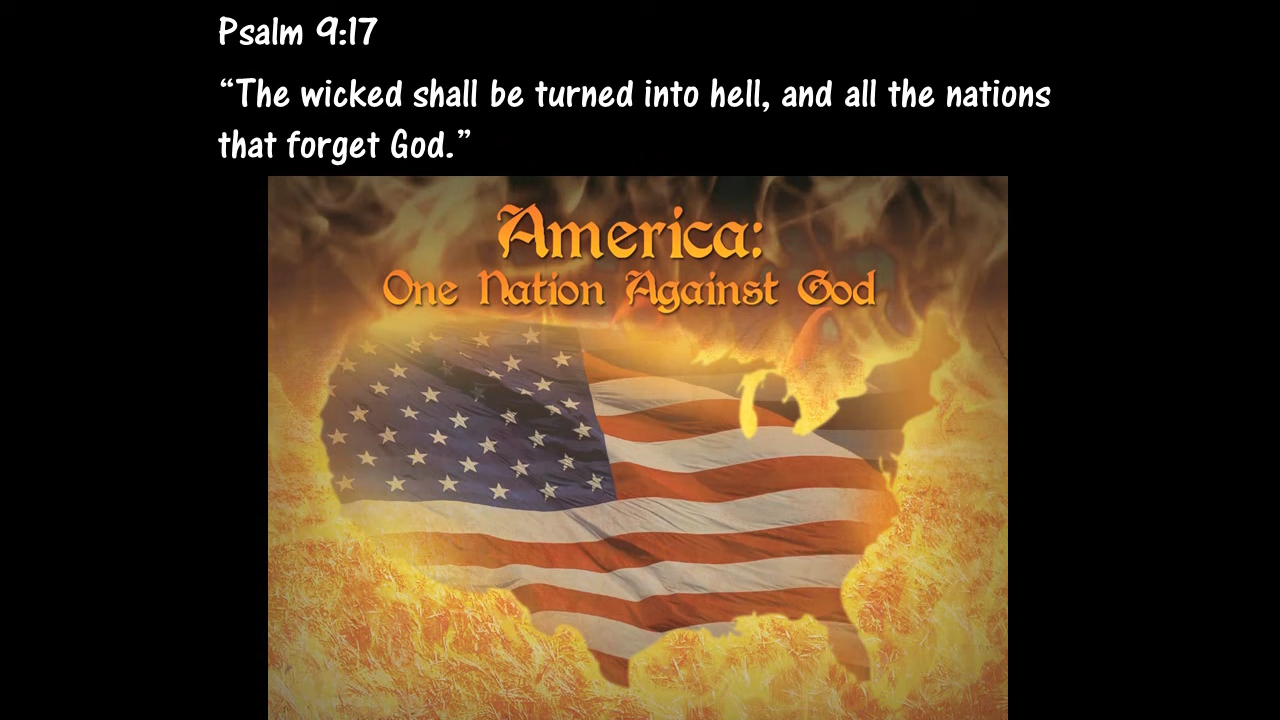 Psalm 9:17
“The wicked shall be turned into hell, and all the nations
that forget God.”
America:
One Nation Against God